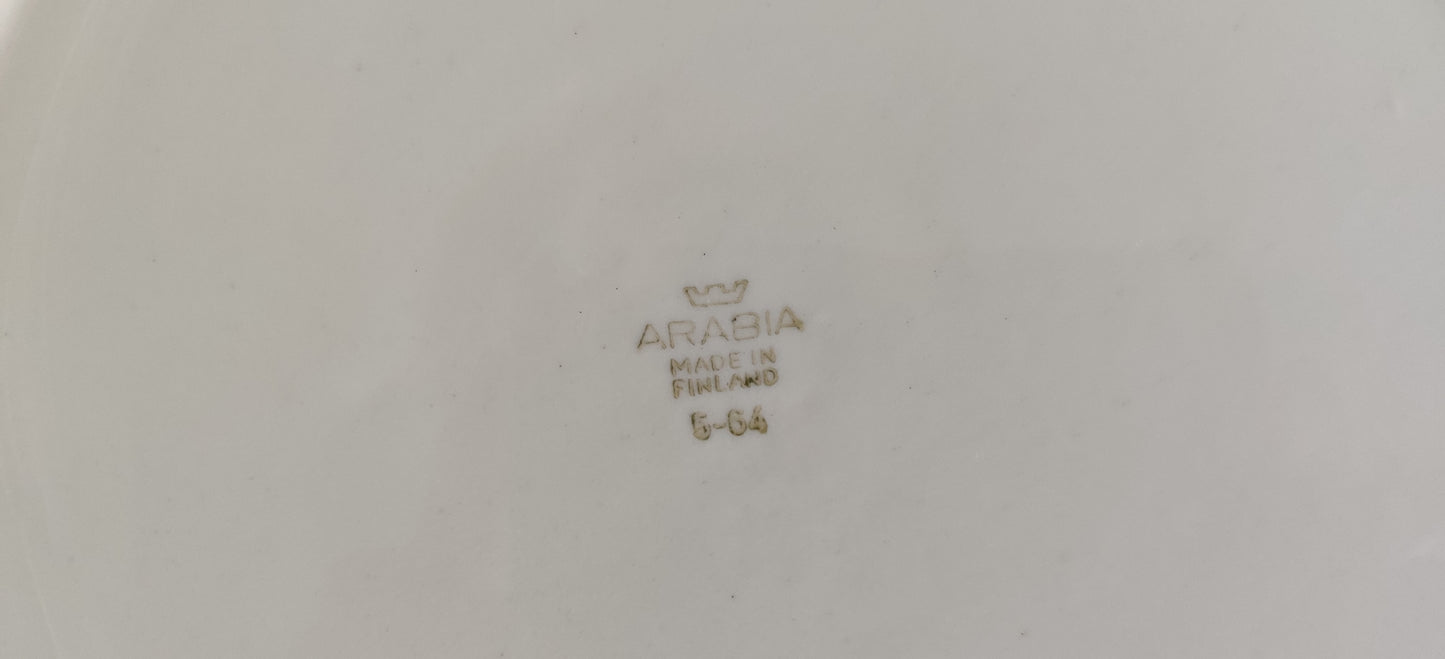 ARABIA
MADE IN
FINLAND
5-64